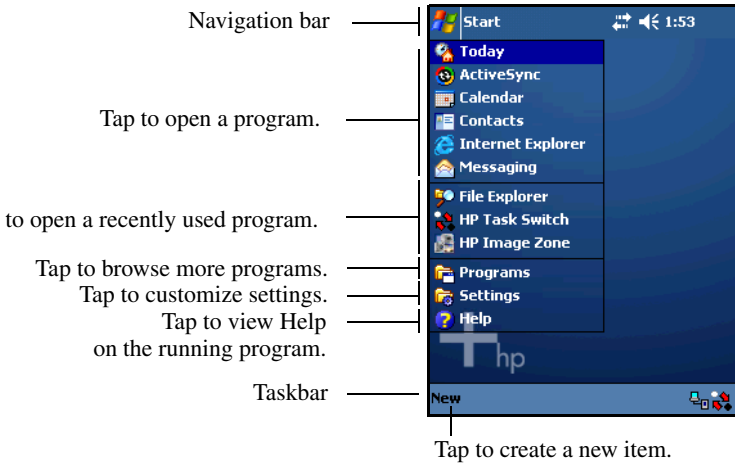 Navigation bar
Start 1:53
Today
ActiveSync
Tap to open a program.
Calendar
Contacts
Internet Explorer
Messaging
File Explorer
to open a recently used program.
HP Task Switch
HP Image Zone
Tap to browse more programs.
Programs
Tap to customize settings.
Settings
Tap to view Help
on the running program.
Help
hp
Taskbar
New
Tap to create a new item.